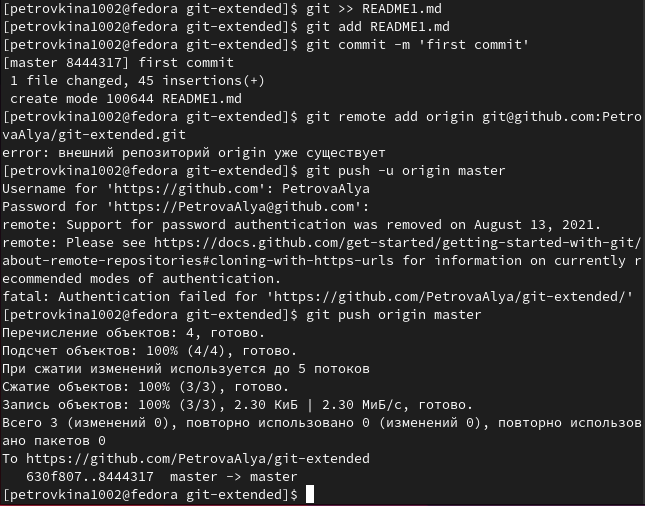 [petrovkina1002@fedora git-extended]$ git >> README1.md
[petrovkina1002@fedora git-extended]$ git add README1.md
[petrovkina1002@fedora git-extended]$ git commit -m 'first commit'
[master 8444317] first commit
 1 file changed, 45 insertions(+)
 create mode 100644 README1.md
[petrovkina1002@fedora git-extended]$ git remote add origin git@github.com:Petro
vaAlya/git-extended.git
error: внешний репозиторий origin уже существует
[petrovkina1002@fedora git-extended]$ git push -u origin master
Username for 'https://github.com': PetrovaAlya
Password for 'https://PetrovaAlya@github.com':
remote: Support for password authentication was removed on August 13, 2021.
remote: Please see https://docs.github.com/get-started/getting-started-with-git/
about-remote-repositories#cloning-with-https-urls for information on currently r
ecommended modes of authentication.
fatal: Authentication failed for 'https://github.com/PetrovaAlya/git-extended/'
[petrovkina1002@fedora git-extended]$ git push origin master
Перечисление объектов: 4, готово.
Подсчет объектов: 100% (4/4), готово.
При сжатии изменений используется до 5 потоков
Сжатие объектов: 100% (3/3), готово.
Запись объектов: 100% (3/3), 2.30 КиБ | 2.30 МиБ/с, готово.
Всего 3 (изменений 0), повторно использовано 0 (изменений 0), повторно использов
ано пакетов 0
To https://github.com/PetrovaAlya/git-extended
   630f807..8444317  master -> master
[petrovkina1002@fedora git-extended]$